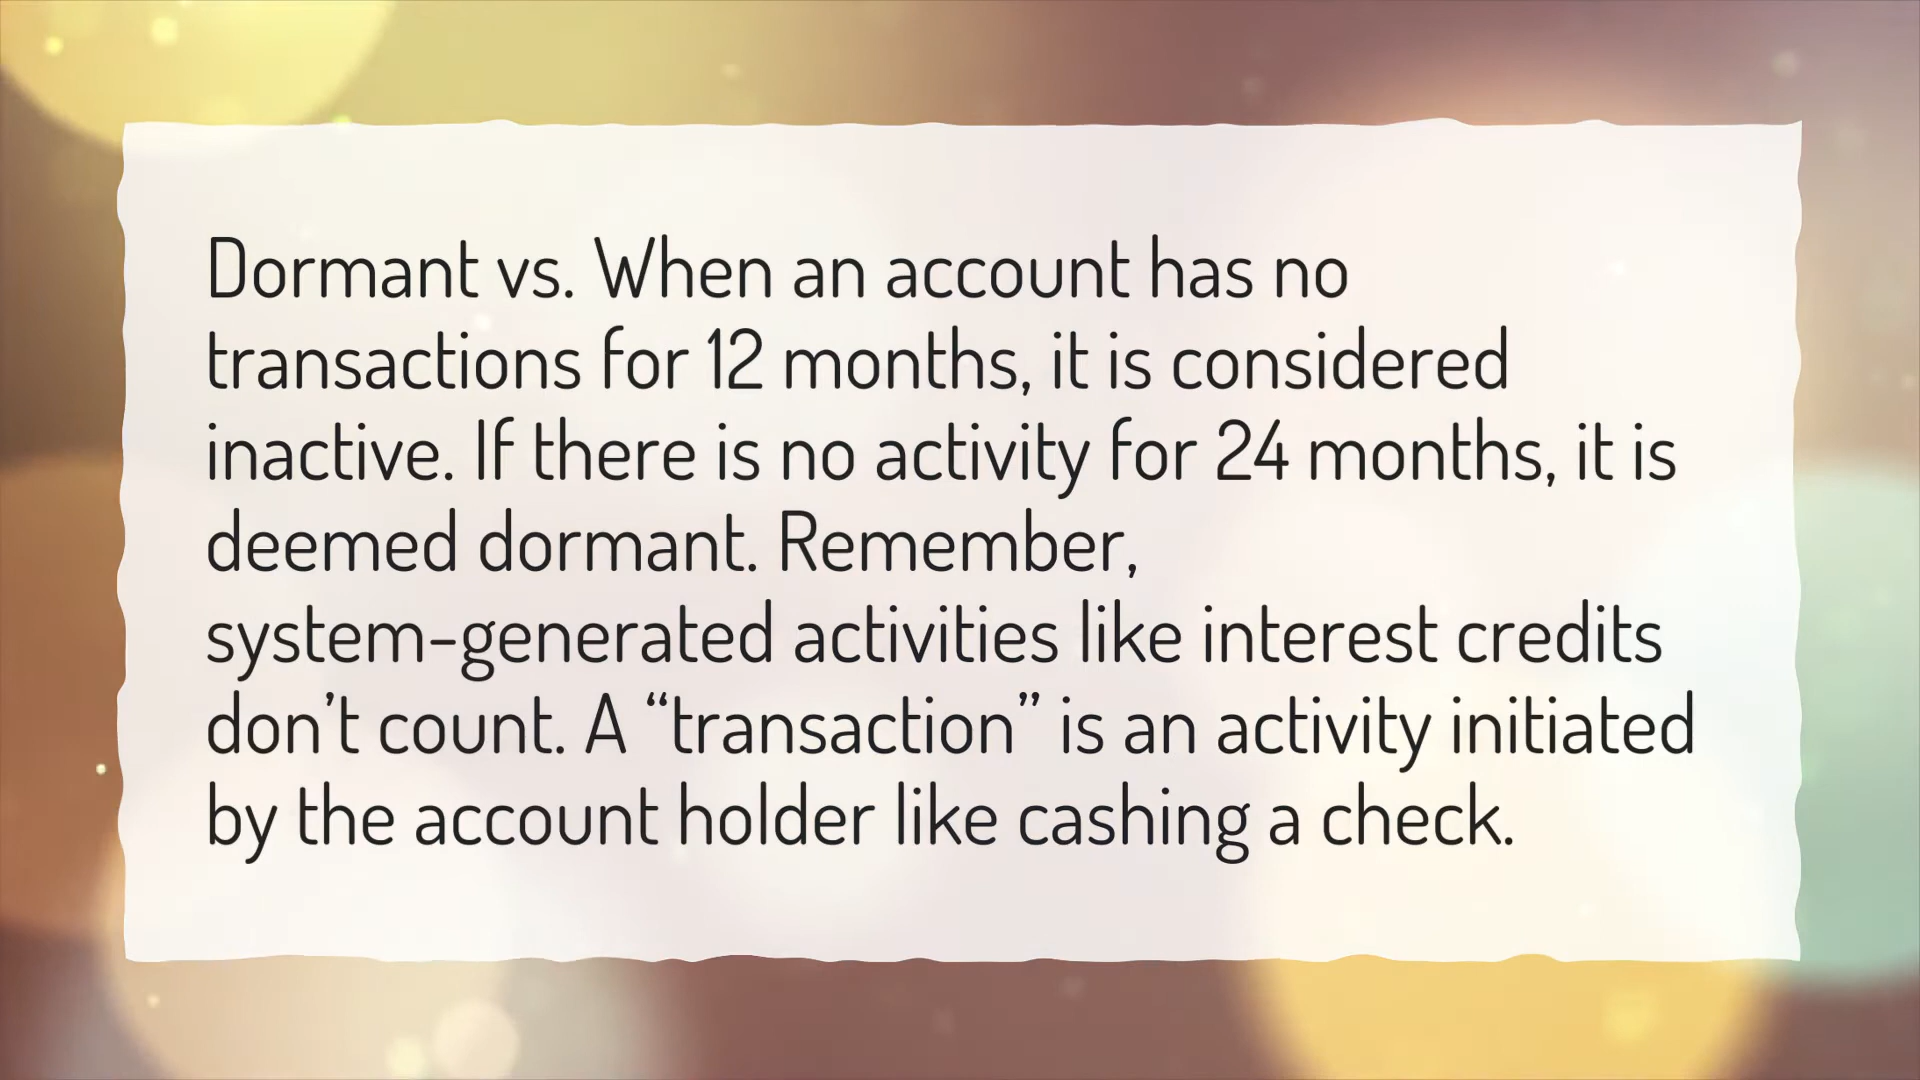 Dormant vs. When an account has no
transactions for 12 months, it is considered
inactive. If there is no activity for 24 months, it is
deemed dormant. Remember,
system-generated activities like interest credits
don’t count. A “transaction” is an activity initiated
by the account holder like cashing a check.